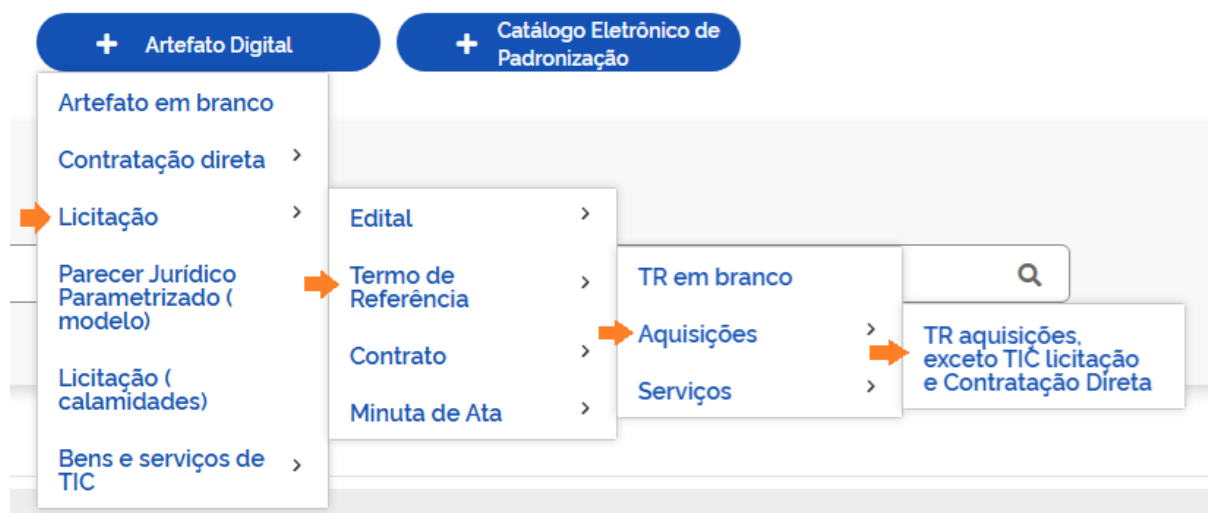 + Artefato Digital
+ Catálogo Eletrônico de
Padronização
Artefato em branco
Contratação direta
Licitação
Parecer Jurídico
Parametrizado (
modelo)
Licitação (
calamidades)
Bens e serviços de
TIC
Edital
Termo de
Referência
Contrato
Minuta de Ata
TR em branco
Aquisições
Serviços
TR aquisições,
exceto TIC licitação
e Contratação Direta